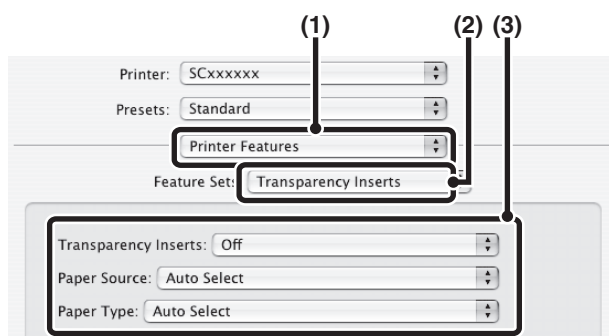 (1) (2) (3)
Printer: SCxxxxxx
Presets: Standard
Printer Features
Feature Set: Transparency Inserts
Transparency Inserts: Off
Paper Source: Auto Select
Paper Type: Auto Select